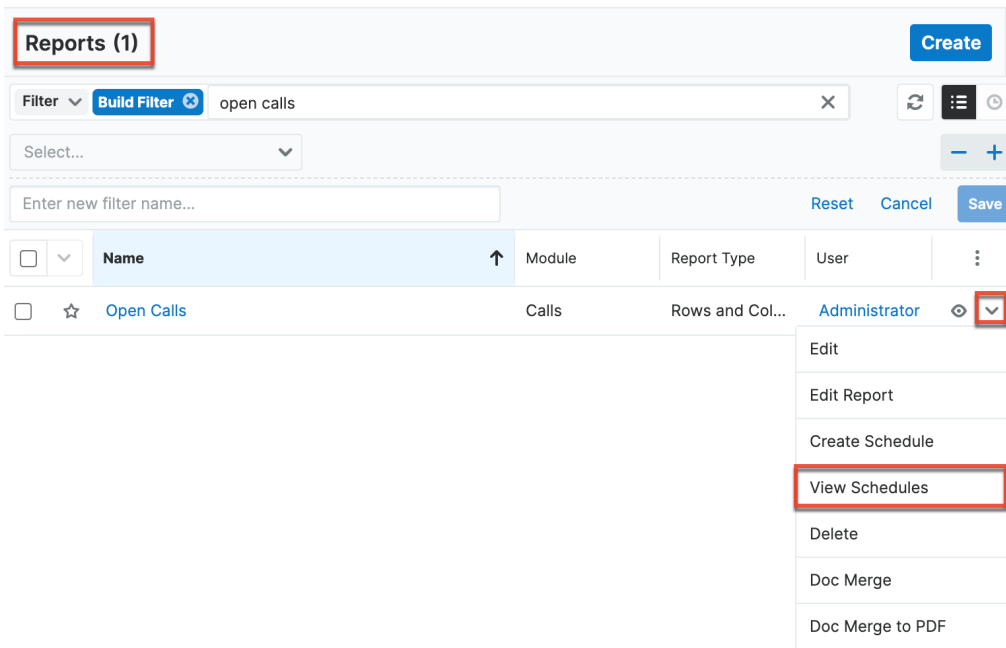 Reports (1)
Create
Filter Build Filter open calls
Select...
Enter new filter name... Reset Cancel Save
Name Module Report Type User
Open Calls Calls Rows and Col... Administrator
Edit
Edit Report
Create Schedule
View Schedules
Delete
Doc Merge
Doc Merge to PDF